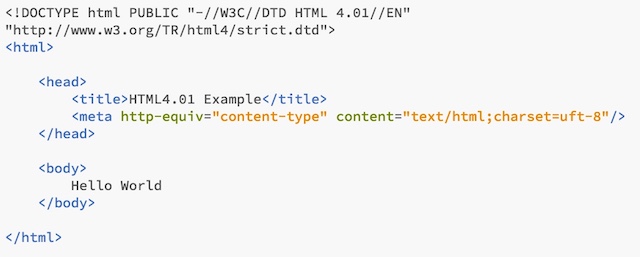 <!DOCTYPE html PUBLIC "-//W3C//DTD HTML 4.01//EN"
"http://www.w3.org/TR/html4/strict.dtd">
<html>
<head>
<title>HTML4.01 Example</title>
<meta http-equiv="content-type" content="text/html;charset=uft-8"/>
</head>
<body>
Hello World
</body>
</html>